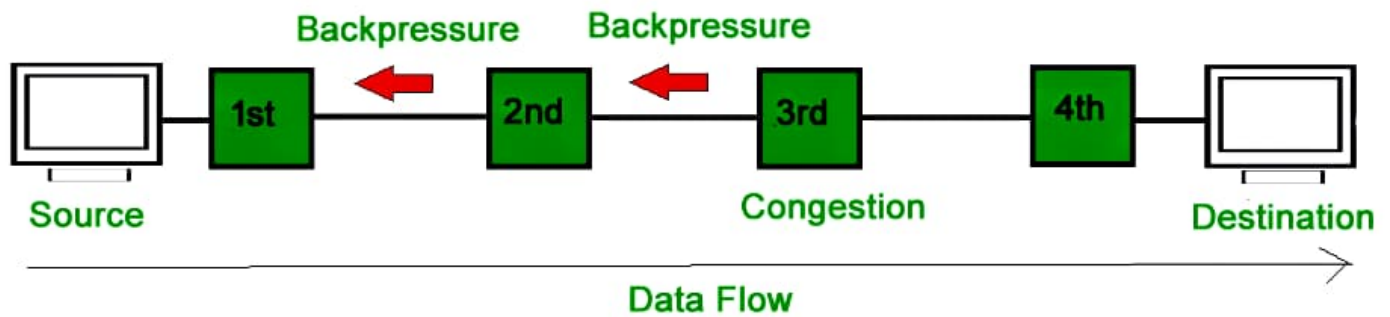 Backpressure
Backpressure
1st
2nd
3rd
4th
Source
Congestion
Destination
Data Flow